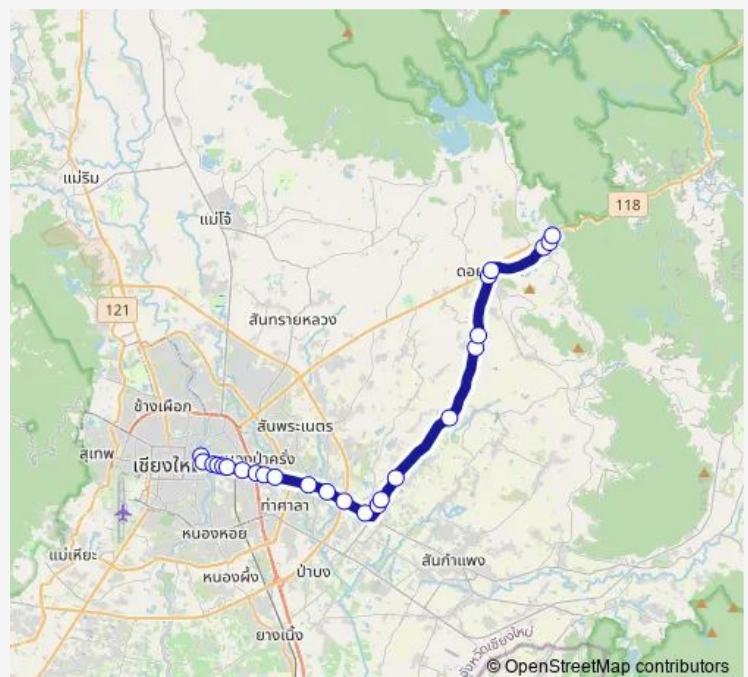 แม่ริม
แม่โจ้
118
121
สันทรายหลวง
ช้างเผือก
สันพระเนตร
สุเทพ
ท่าศาลา
หนองหอย
แม่เหียะ
หนองผึ้ง
ป่าบง
สันกำแพง
ยางเนิ้ง
© OpenStreetMap contributors